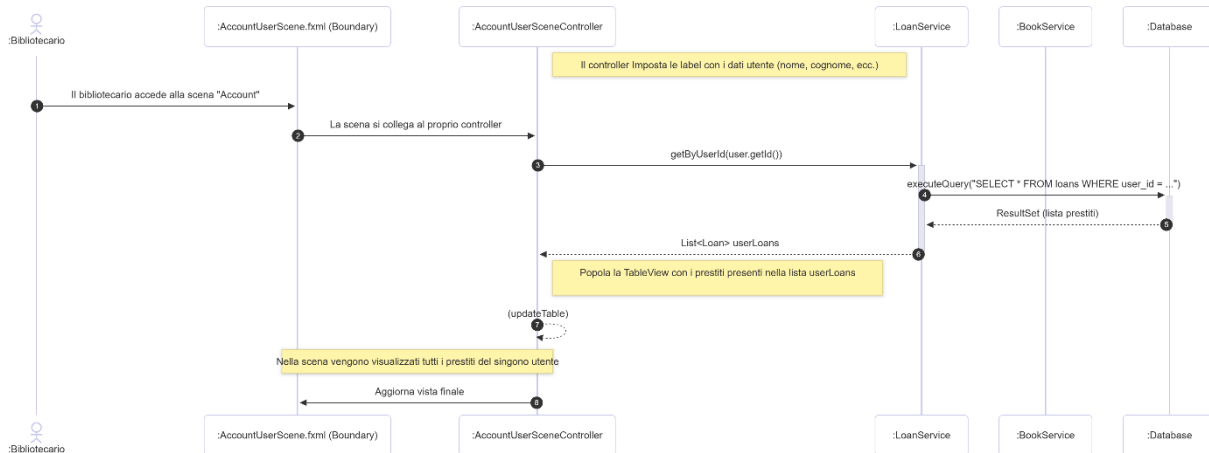 :Bibliotecario
:AccountUserScene.fxml (Boundary)
:AccountUserSceneController
:LoanService
:BookService
:Database
Il controller Imposta le label con i dati utente (nome, cognome, ecc.)
Il bibliotecario accede alla scena "Account"
1
La scena si collega al proprio controller
2
getByUserId(user.getId())
3
executeQuery("SELECT * FROM loans WHERE user_id = ...")
4
ResultSet (lista prestiti)
5
List<Loan> userLoans
6
Popola la TableView con i prestiti presenti nella lista userLoans
(updateTable)
7
Nella scena vengono visualizzati tutti i prestiti del singono utente
Aggiorna vista finale
8
:Bibliotecario
:AccountUserScene.fxml (Boundary)
:AccountUserSceneController
:LoanService
:BookService
:Database